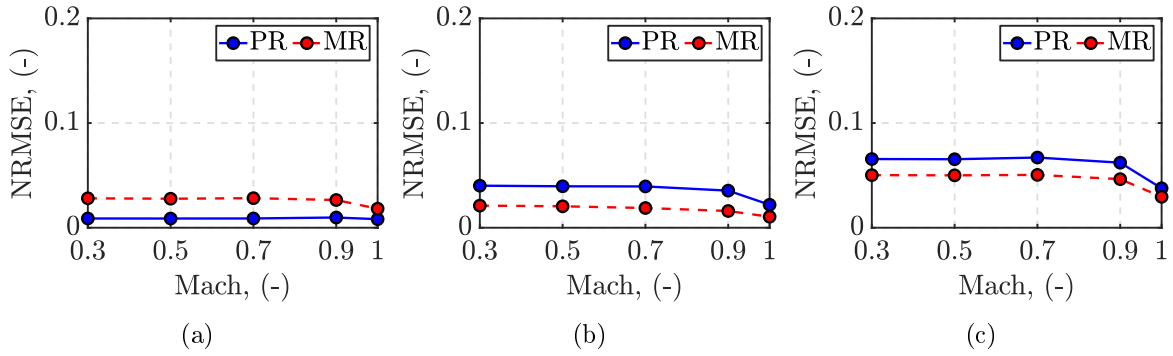 0.2
0.1
0
NRMSE, (-)
PR MR
0.3 0.5 0.7 0.9 1
Mach, (-)
(a)
0.2
0.1
0
NRMSE, (-)
PR MR
0.3 0.5 0.7 0.9 1
Mach, (-)
(b)
0.2
0.1
0
NRMSE, (-)
PR MR
0.3 0.5 0.7 0.9 1
Mach, (-)
(c)